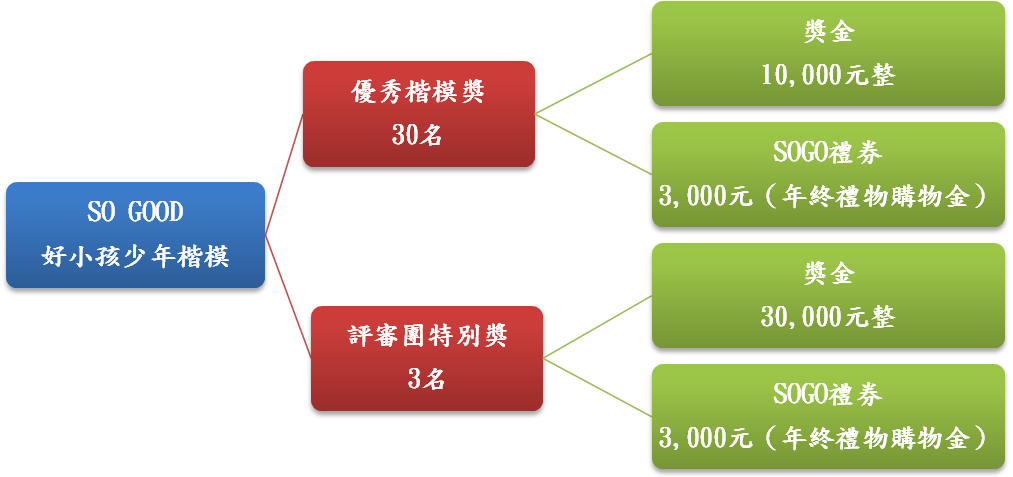 SO GOOD
好小孩少年楷模
優秀楷模獎
30名
獎金
10,000元整
SOGO禮券
3,000元（年終禮物購物金）
評審團特別獎
3名
獎金
30,000元整
SOGO禮券
3,000元（年終禮物購物金）